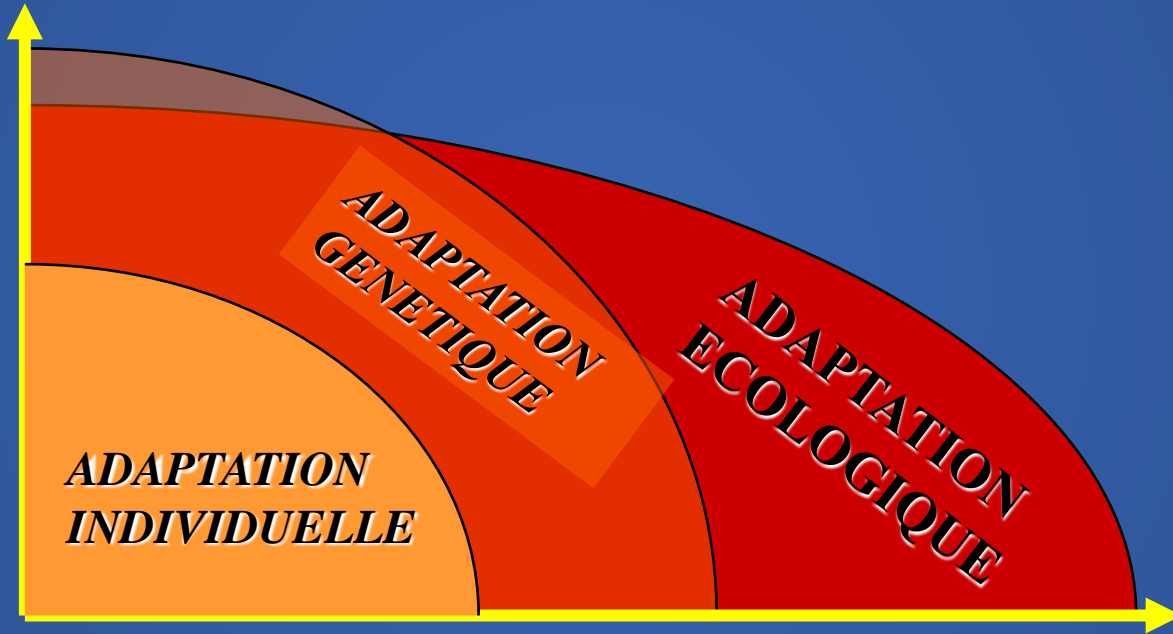 ADAPTATION
GENETIQUE
ADAPTATION
ECOLOGIQUE
ADAPTATION
INDIVIDUELLE